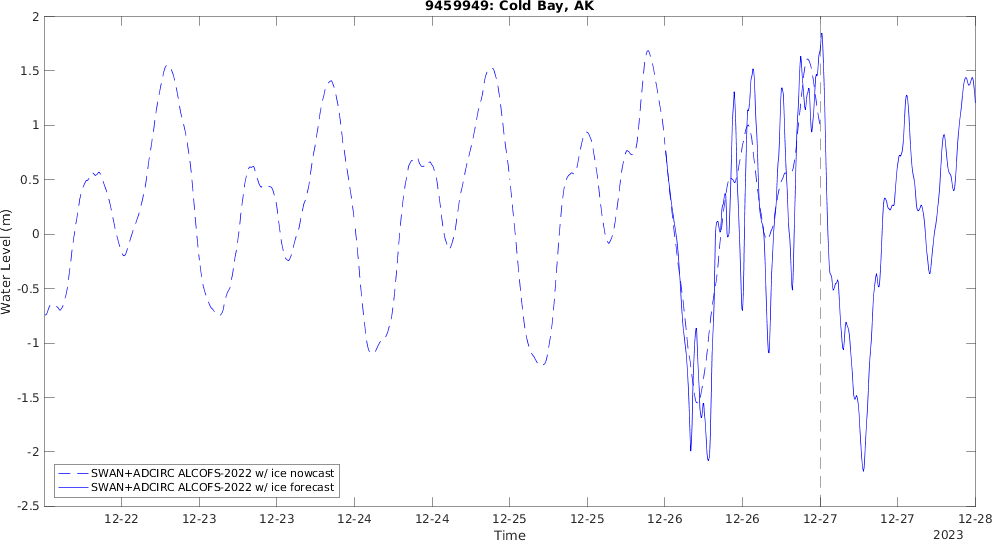 9459949: Cold Bay, AK
2
1.5
1
0.5
0
-0.5
-1
-1.5
-2
-2.5
Water Level (m)
SWAN+ADCIRC ALCOFS-2022 w/ ice nowcast
SWAN+ADCIRC ALCOFS-2022 w/ ice forecast
12-22 12-23 12-23 12-24 12-24 12-25 12-25 12-26 12-26 12-27 12-27 12-28
Time
2023